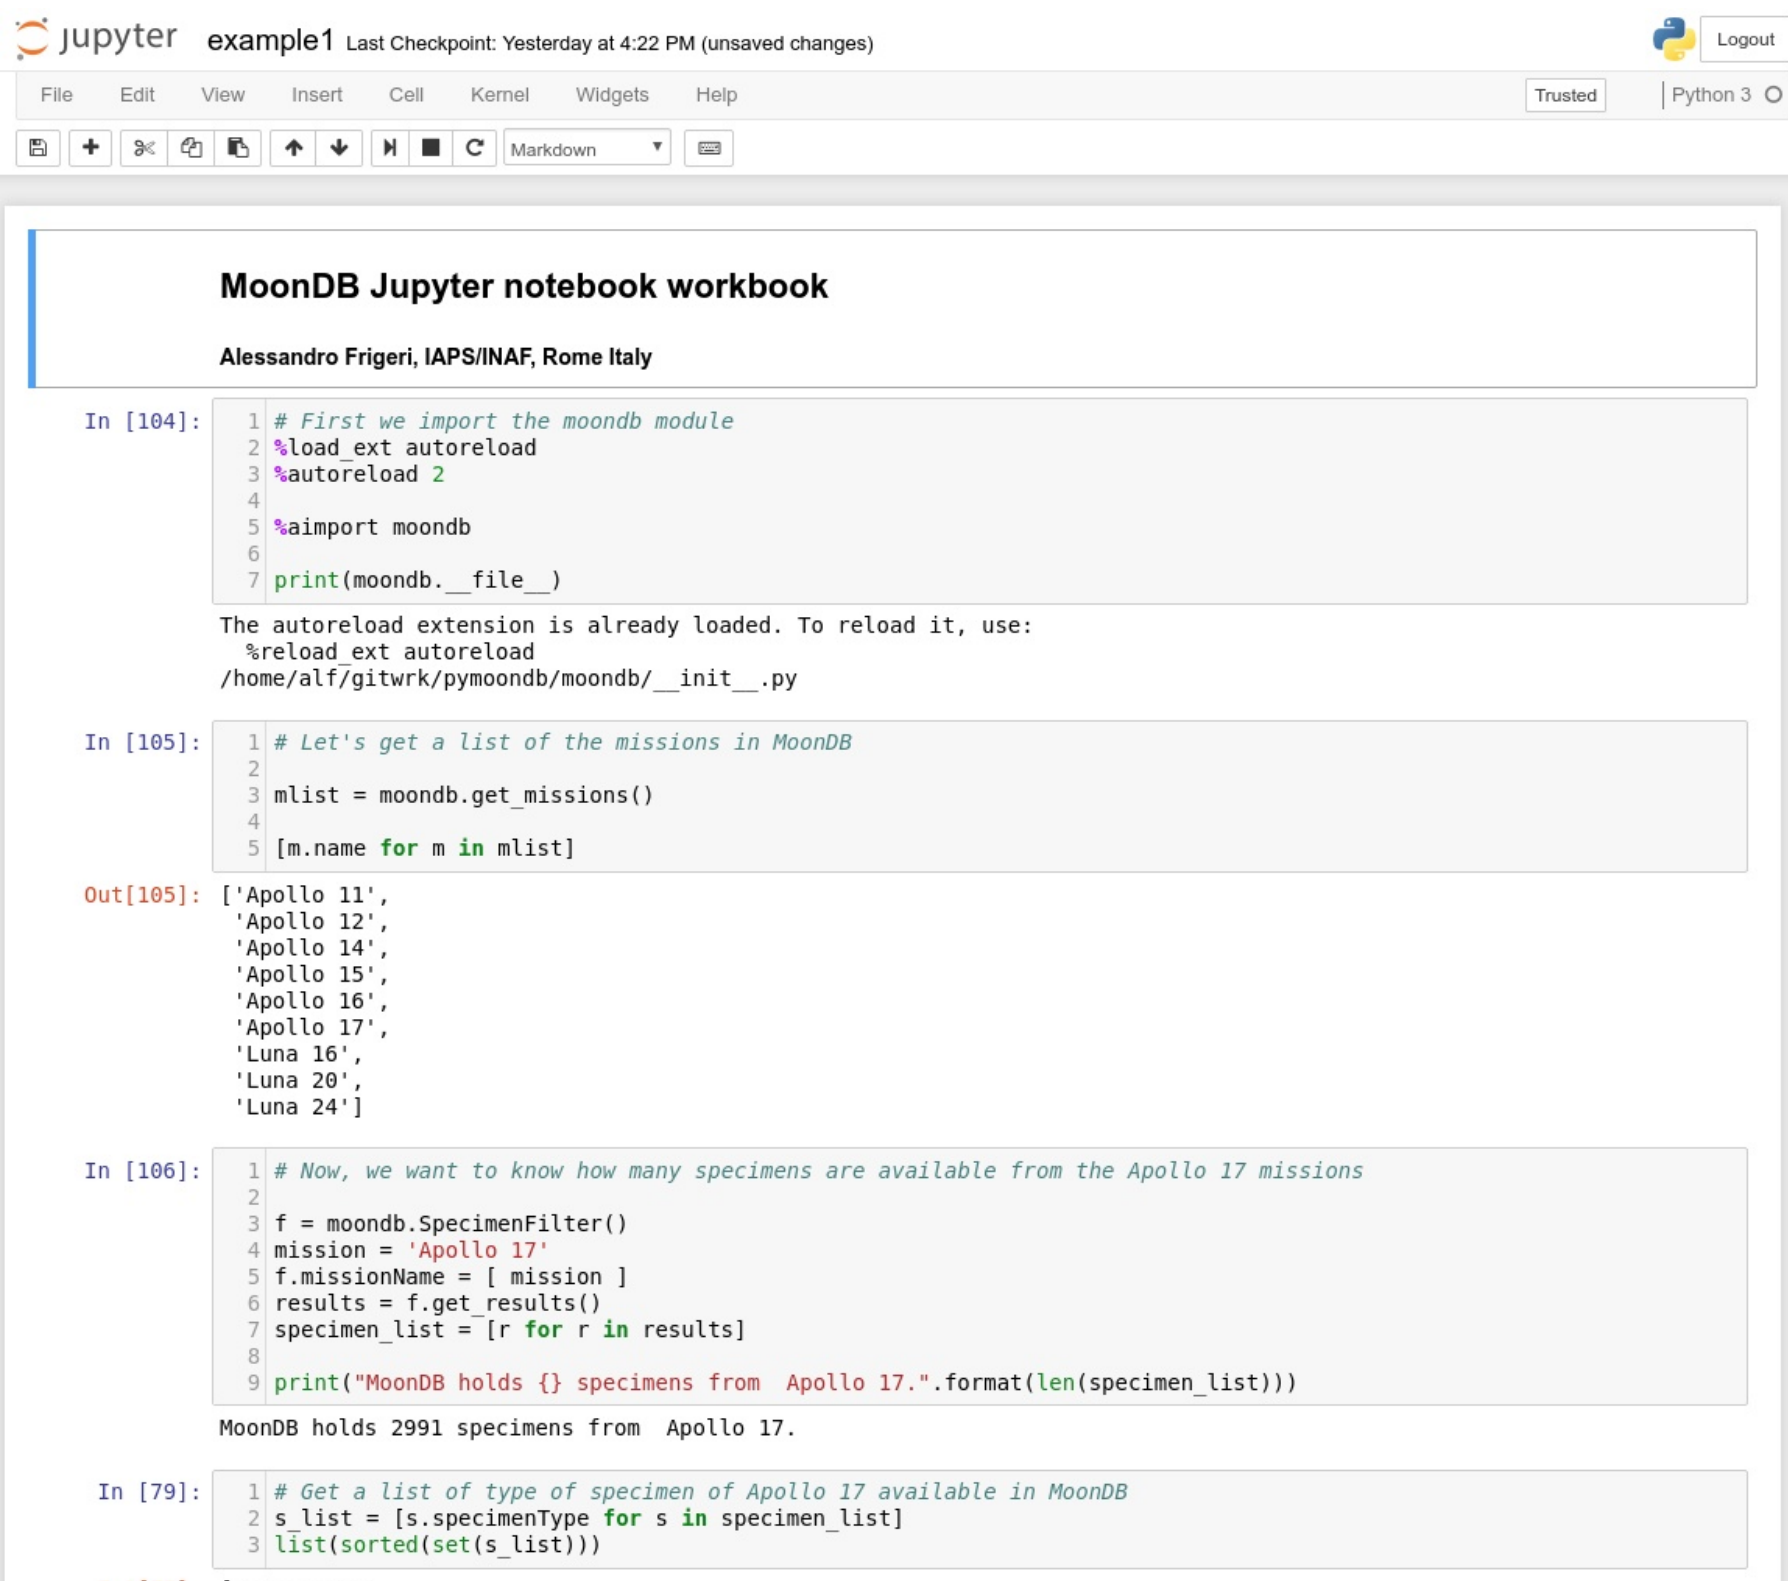 jupyter example1 Last Checkpoint: Yesterday at 4:22 PM (unsaved changes) Logout
File Edit View Insert Cell Kernel Widgets Help Trusted Python 3
Markdown
MoonDB Jupyter notebook workbook
Alessandro Frigeri, IAPS/INAF, Rome Italy
In [104]: 1 # First we import the moondb module
2 %load_ext autoreload
3 %autoreload 2
4
5 %aimport moondb
6
7 print(moondb.__file__)
The autoreload extension is already loaded. To reload it, use:
%reload_ext autoreload
/home/alf/gitwrk/pymoondb/moondb/__init__.py
In [105]: 1 # Let's get a list of the missions in MoonDB
2
3 mlist = moondb.get_missions()
4
5 [m.name for m in mlist]
Out[105]: ['Apollo 11',
'Apollo 12',
'Apollo 14',
'Apollo 15',
'Apollo 16',
'Apollo 17',
'Luna 16',
'Luna 20',
'Luna 24']
In [106]: 1 # Now, we want to know how many specimens are available from the Apollo 17 missions
2
3 f = moondb.SpecimenFilter()
4 mission = 'Apollo 17'
5 f.missionName = [ mission ]
6 results = f.get_results()
7 specimen_list = [r for r in results]
8
9 print("MoonDB holds {} specimens from  Apollo 17.".format(len(specimen_list)))
MoonDB holds 2991 specimens from  Apollo 17.
In [79]: 1 # Get a list of type of specimen of Apollo 17 available in MoonDB
2 s_list = [s.specimenType for s in specimen_list]
3 list(sorted(set(s_list)))